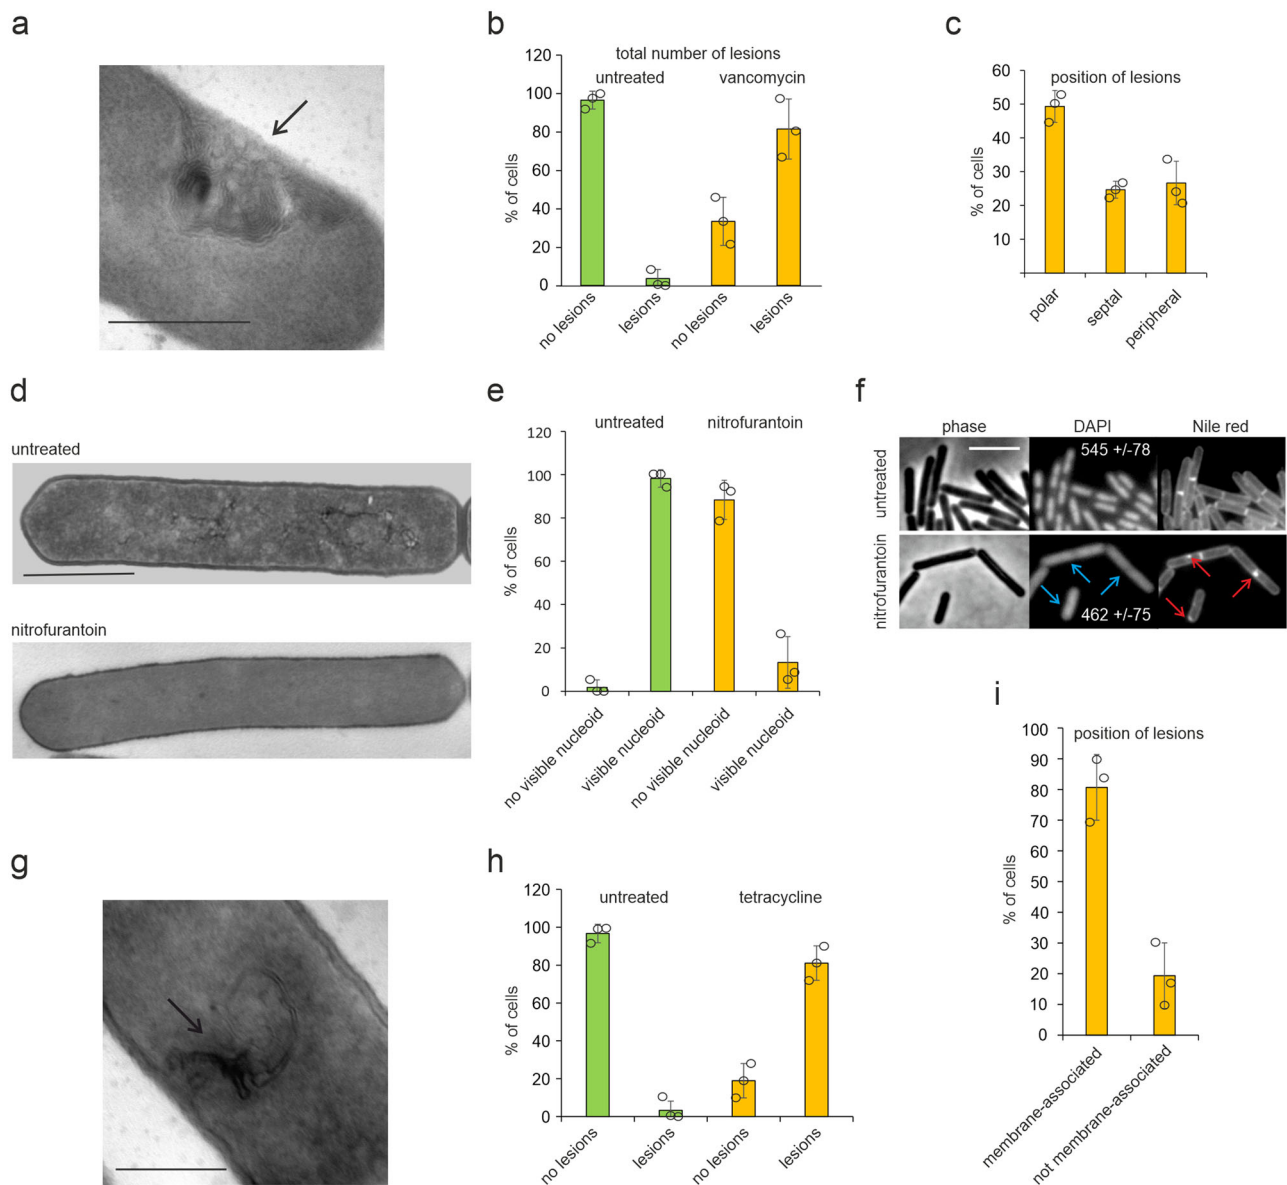 a
b
total number of lesions
untreated
vancomycin
120
100
80
60
40
20
0
% of cells
no lesions
lesions
no lesions
lesions
c
position of lesions
60
50
40
30
20
10
% of cells
polar
septal
peripheral
d
untreated
nitrofurantoin
e
untreated
nitrofurantoin
120
100
80
60
40
20
0
% of cells
no visible nucleoid
visible nucleoid
no visible nucleoid
visible nucleoid
f
phase
DAPI
Nile red
untreated
545 +/-78
nitrofurantoin
462 +/-75
g
h
untreated
tetracycline
120
100
80
60
40
20
0
% of cells
no lesions
lesions
no lesions
lesions
i
position of lesions
100
90
80
70
60
50
40
30
20
10
0
% of cells
membrane-associated
not membrane-associated